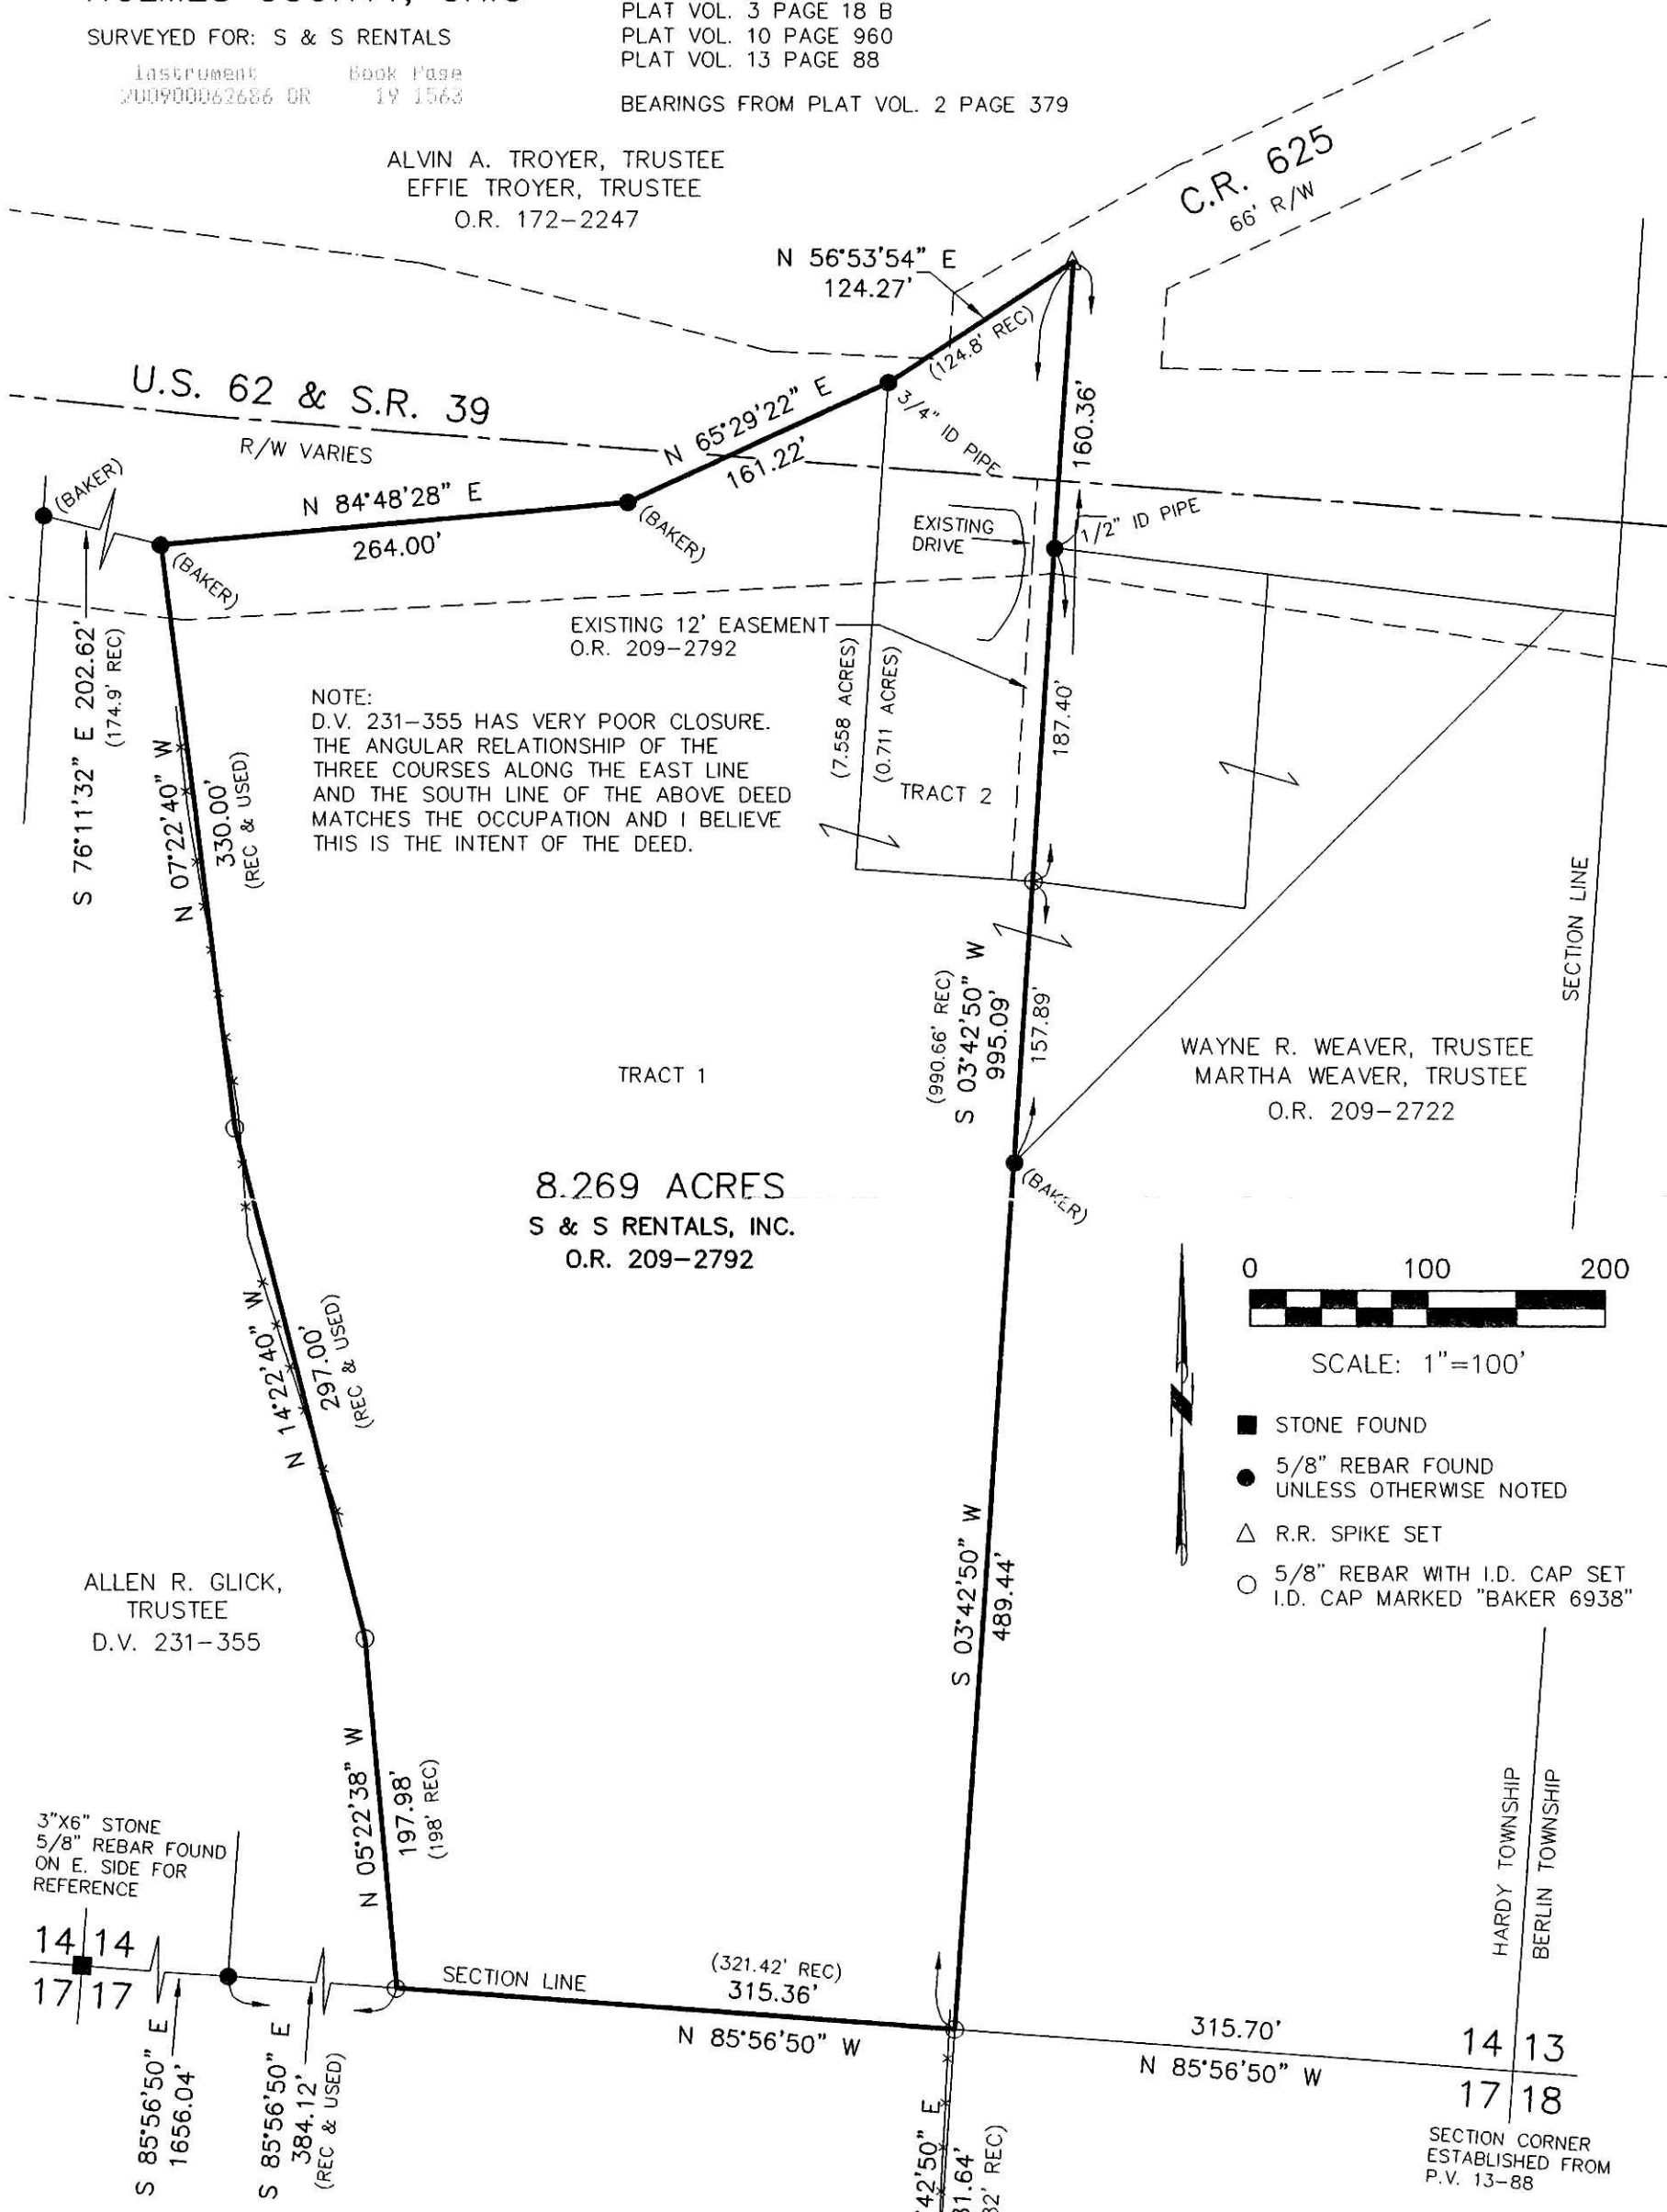 SURVEYED FOR: S & S RENTALS
Instrument Book Page
200900062686 OR 19 1563
PLAT VOL. 3 PAGE 18 B
PLAT VOL. 10 PAGE 960
PLAT VOL. 13 PAGE 88
BEARINGS FROM PLAT VOL. 2 PAGE 379
ALVIN A. TROYER, TRUSTEE
EFFIE TROYER, TRUSTEE
O.R. 172-2247
C.R. 625
66' R/W
N 56°53'54" E
124.27'
(124.8' REC)
U.S. 62 & S.R. 39
R/W VARIES
N 65°29'22" E
161.22'
3/4" ID PIPE
160.36'
(BAKER)
N 84°48'28" E
264.00'
(BAKER)
(BAKER)
EXISTING
DRIVE
1/2" ID PIPE
S 76°11'32" E 202.62'
(174.9' REC)
EXISTING 12' EASEMENT
O.R. 209-2792
(7.558 ACRES)
(0.711 ACRES)
187.40'
TRACT 2
NOTE:
D.V. 231-355 HAS VERY POOR CLOSURE.
THE ANGULAR RELATIONSHIP OF THE
THREE COURSES ALONG THE EAST LINE
AND THE SOUTH LINE OF THE ABOVE DEED
MATCHES THE OCCUPATION AND I BELIEVE
THIS IS THE INTENT OF THE DEED.
N 07°22'40" W
330.00'
(REC & USED)
SECTION LINE
(990.66' REC)
S 03°42'50" W
995.09'
157.89'
WAYNE R. WEAVER, TRUSTEE
MARTHA WEAVER, TRUSTEE
O.R. 209-2722
TRACT 1
(BAKER)
8.269 ACRES
S & S RENTALS, INC.
O.R. 209-2792
0 100 200
SCALE: 1"=100'
STONE FOUND
5/8" REBAR FOUND
UNLESS OTHERWISE NOTED
R.R. SPIKE SET
5/8" REBAR WITH I.D. CAP SET
I.D. CAP MARKED "BAKER 6938"
N 14°22'40" W
297.00'
(REC & USED)
S 03°42'50" W
489.44'
ALLEN R. GLICK,
TRUSTEE
D.V. 231-355
N 05°22'38" W
197.98'
(198' REC)
HARDY TOWNSHIP
BERLIN TOWNSHIP
3"X6" STONE
5/8" REBAR FOUND
ON E. SIDE FOR
REFERENCE
14 14
17 17
SECTION LINE
(321.42' REC)
315.36'
N 85°56'50" W
315.70'
N 85°56'50" W
14 13
17 18
SECTION CORNER
ESTABLISHED FROM
P.V. 13-88
S 85°56'50" E
1656.04'
S 85°56'50" E
384.12'
(REC & USED)
42'50" E
31.64'
32' REC)